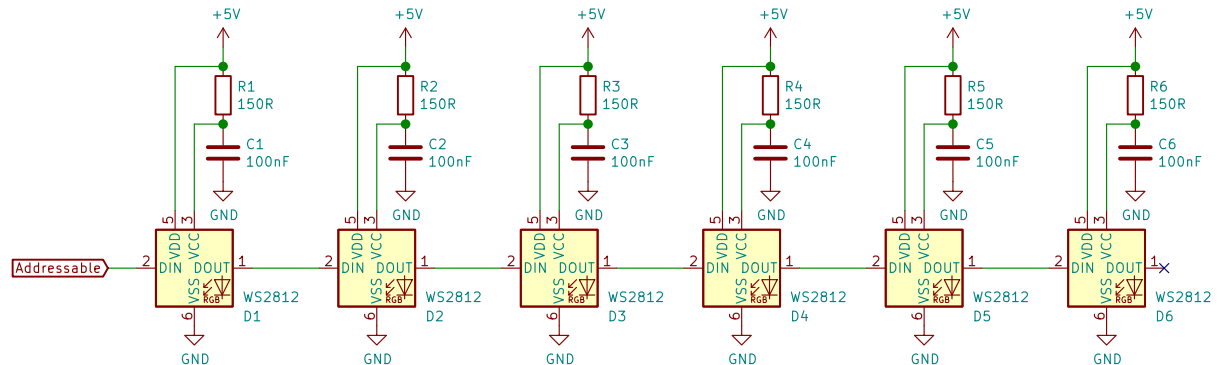 +5V +5V +5V +5V +5V +5V
R1 R2 R3 R4 R5 R6
150R 150R 150R 150R 150R 150R
C1 C2 C3 C4 C5 C6
100nF 100nF 100nF 100nF 100nF 100nF
GND GND GND GND GND GND
5 3 5 3 5 3 5 3 5 3 5 3
VDD VCC VDD VCC VDD VCC VDD VCC VDD VCC VDD VCC
Addressable 2 DIN DOUT 1 2 DIN DOUT 1 2 DIN DOUT 1 2 DIN DOUT 1 2 DIN DOUT 1 2 DIN DOUT 1
VSS RGB WS2812 VSS RGB WS2812 VSS RGB WS2812 VSS RGB WS2812 VSS RGB WS2812 VSS RGB WS2812
6 D1 6 D2 6 D3 6 D4 6 D5 6 D6
GND GND GND GND GND GND